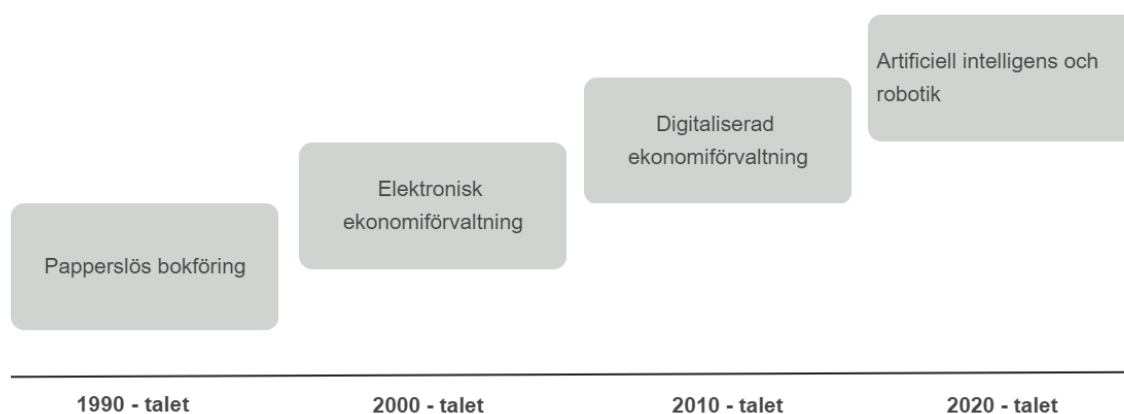 Papperslös bokföring
Elektronisk
ekonomiförvaltning
Digitaliserad
ekonomiförvaltning
Artificiell intelligens och
robotik
1990 - talet
2000 - talet
2010 - talet
2020 - talet